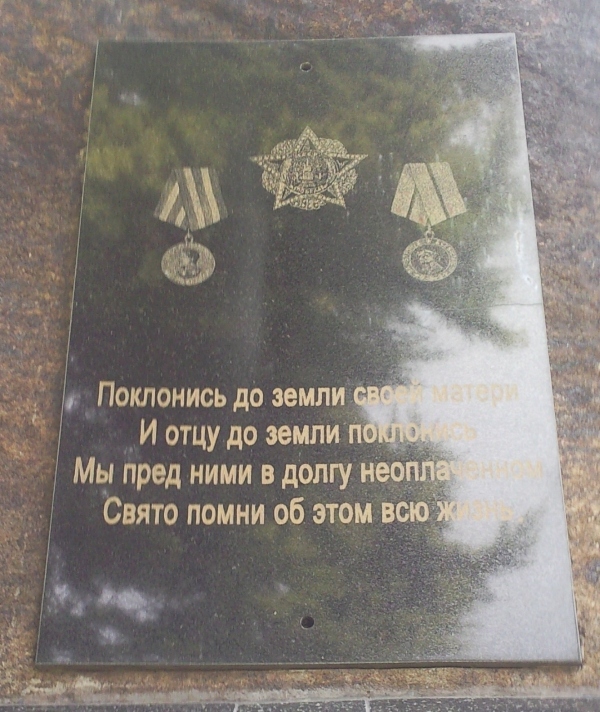 Поклонись до земли своей матери
И отцу до земли поклонись
Мы пред ними в долгу неоплаченном
Свято помни об этом всю жизнь.